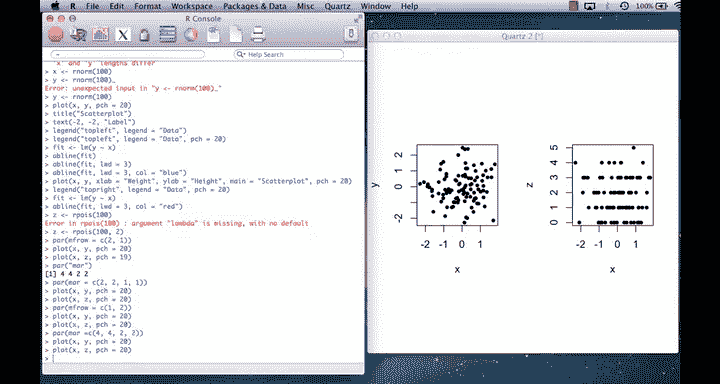 R File Edit Format Workspace Packages & Data Misc Quartz Window Help 100%
R Console
Help Search
"x" and "y" lengths differ
> x <- rnorm(100)
> y <- rnorm(100)_
Error: unexpected input in "y <- rnorm(100)_"
> y <- rnorm(100)
> plot(x, y, pch = 20)
> title("Scatterplot")
> text(-2, -2, "Label")
> legend("topleft", legend = "Data")
> legend("topleft", legend = "Data", pch = 20)
> fit <- lm(y ~ x)
> abline(fit)
> abline(fit, lwd = 3)
> abline(fit, lwd = 3, col = "blue")
> plot(x, y, xlab = "Weight", ylab = "Height", main = "Scatterplot", pch = 20)
> legend("topright", legend = "Data", pch = 20)
> fit <- lm(y ~ x)
> abline(fit, lwd = 3, col = "red")
> z <- rpois(100)
Error in rpois(100) : argument "lambda" is missing, with no default
> z <- rpois(100, 2)
> par(mfrow = c(2, 1))
> plot(x, y, pch = 20)
> plot(x, z, pch = 19)
> par("mar")
[1] 4 4 2 2
> par(mar = c(2, 2, 1, 1))
> plot(x, y, pch = 20)
> plot(x, z, pch = 20)
> par(mfrow = c(1, 2))
> plot(x, y, pch = 20)
> plot(x, z, pch = 20)
> par(mar =c(4, 4, 2, 2))
> plot(x, y, pch = 20)
> plot(x, z, pch = 20)
>
Quartz 2 [*]
y
2
1
0
-2
-2 -1 0 1
x
z
5
4
3
2
1
0
-2 -1 0 1
x